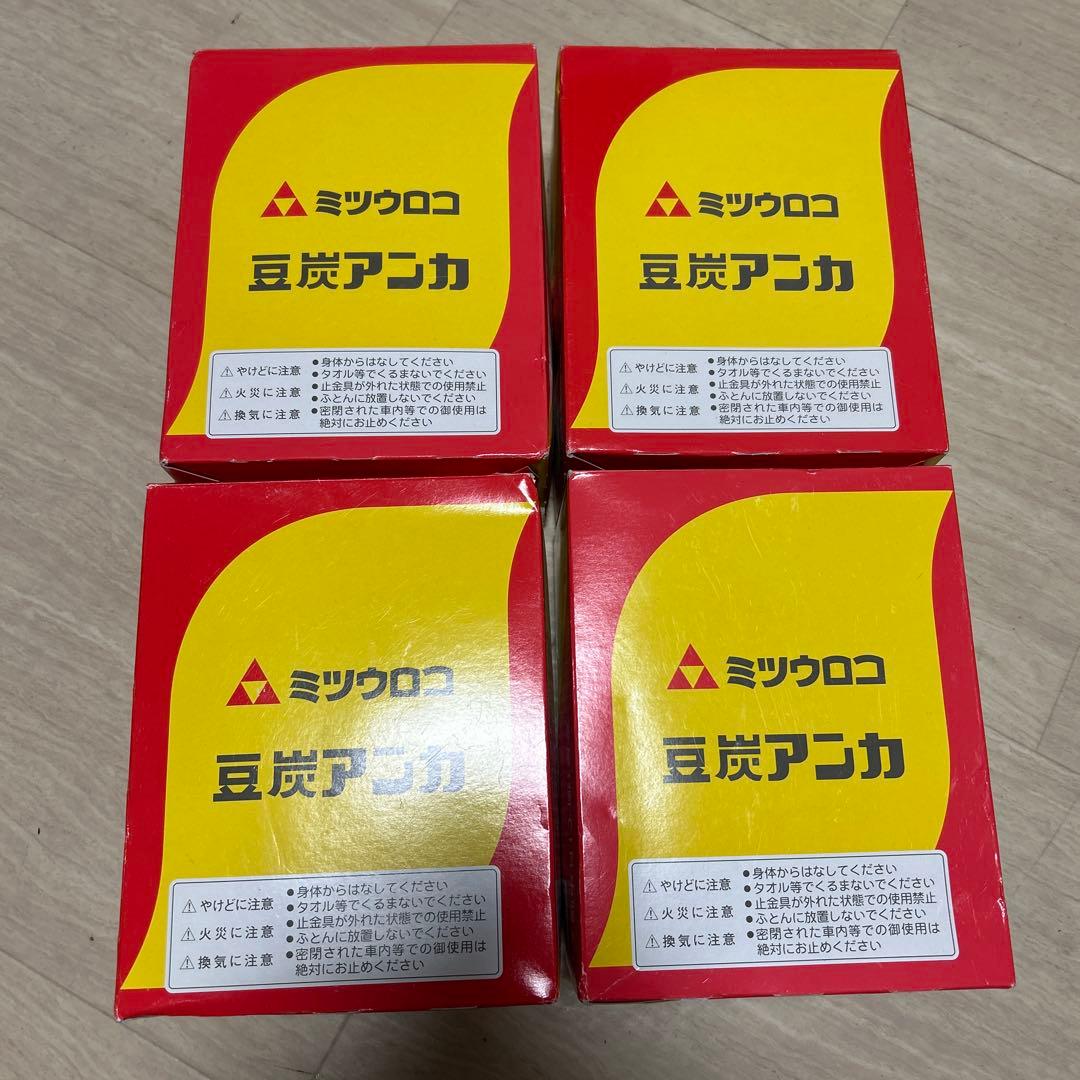 ミツウロコ
豆炭アンカ
⚠やけどに注意
⚠火災に注意
⚠換気に注意
●身体からはなしてください
●タオル等でくるまないでください
●止金具が外れた状態での使用禁止
●ふとんに放置しないでください
●密閉された車内等での御使用は
絶対にお止めください
ミツウロコ
豆炭アンカ
⚠やけどに注意
⚠火災に注意
⚠換気に注意
●身体からはなしてください
●タオル等でくるまないでください
●止金具が外れた状態での使用禁止
●ふとんに放置しないでください
●密閉された車内等での御使用は
絶対にお止めください
ミツウロコ
豆炭アンカ
⚠やけどに注意
⚠火災に注意
⚠換気に注意
●身体からはなしてください
●タオル等でくるまないでください
●止金具が外れた状態での使用禁止
●ふとんに放置しないでください
●密閉された車内等での御使用は
絶対にお止めください
ミツウロコ
豆炭アンカ
⚠やけどに注意
⚠火災に注意
⚠換気に注意
●身体からはなしてください
●タオル等でくるまないでください
●止金具が外れた状態での使用禁止
●ふとんに放置しないでください
●密閉された車内等での御使用は
絶対にお止めください